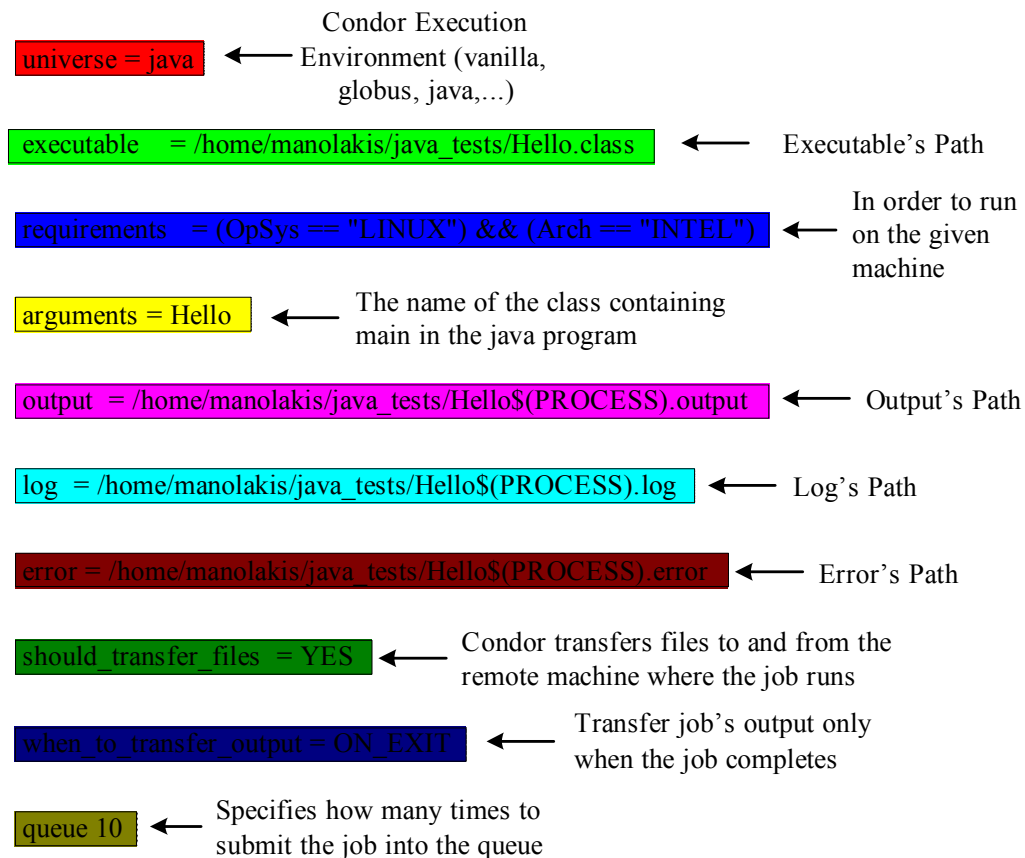 universe = java
Condor Execution
Environment (vanilla,
globus, java,...)
executable = /home/manolakis/java_tests/Hello.class
Executable’s Path
requirements = (OpSys == "LINUX") && (Arch == "INTEL")
In order to run
on the given
machine
arguments = Hello
The name of the class containing
main in the java program
output = /home/manolakis/java_tests/Hello$(PROCESS).output
Output’s Path
log = /home/manolakis/java_tests/Hello$(PROCESS).log
Log’s Path
error = /home/manolakis/java_tests/Hello$(PROCESS).error
Error’s Path
should_transfer_files = YES
Condor transfers files to and from the
remote machine where the job runs
when_to_transfer_output = ON_EXIT
Transfer job’s output only
when the job completes
queue 10
Specifies how many times to
submit the job into the queue